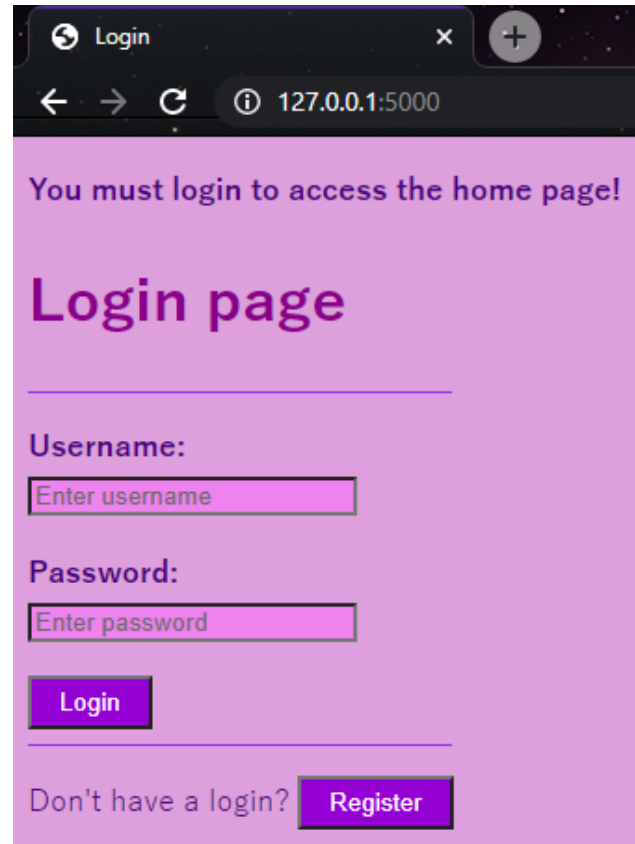 Login
127.0.0.1:5000
You must login to access the home page!
Login page
Username:
Enter username
Password:
Enter password
Login
Don't have a login? Register